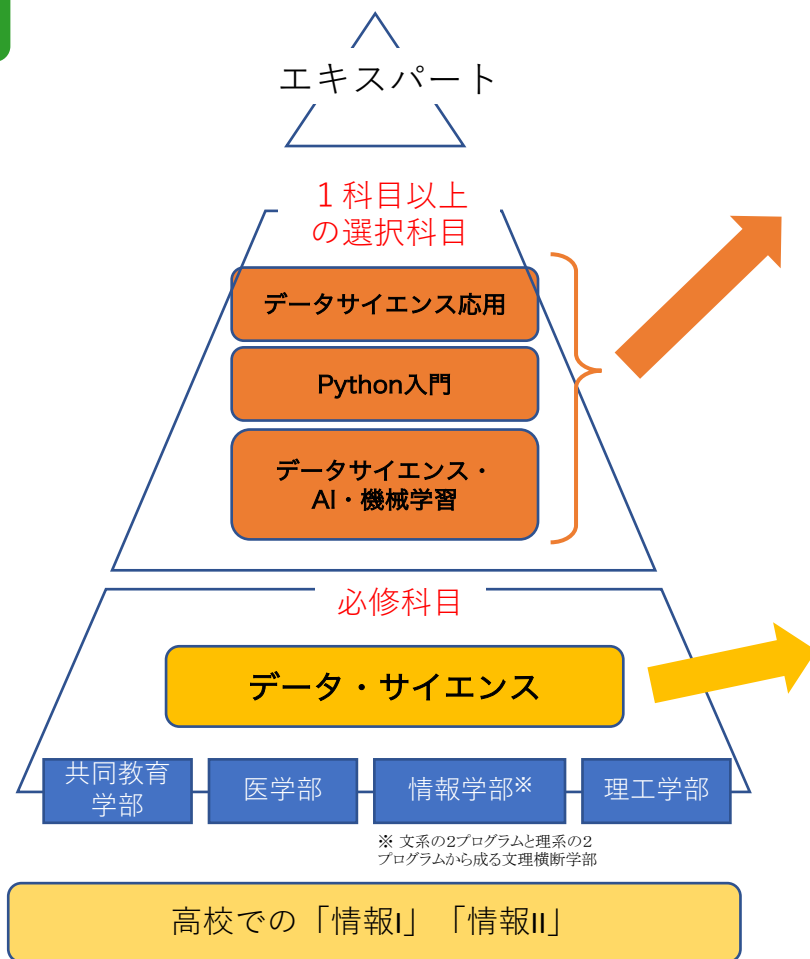 エキスパート
１科目以上
の選択科目
データサイエンス応用
Python入門
データサイエンス・
AI・機械学習
必修科目
データ・サイエンス
共同教育
学部
医学部
情報学部※
理工学部
※ 文系の2プログラムと理系の2
プログラムから成る文理横断学部
高校での「情報I」「情報II」